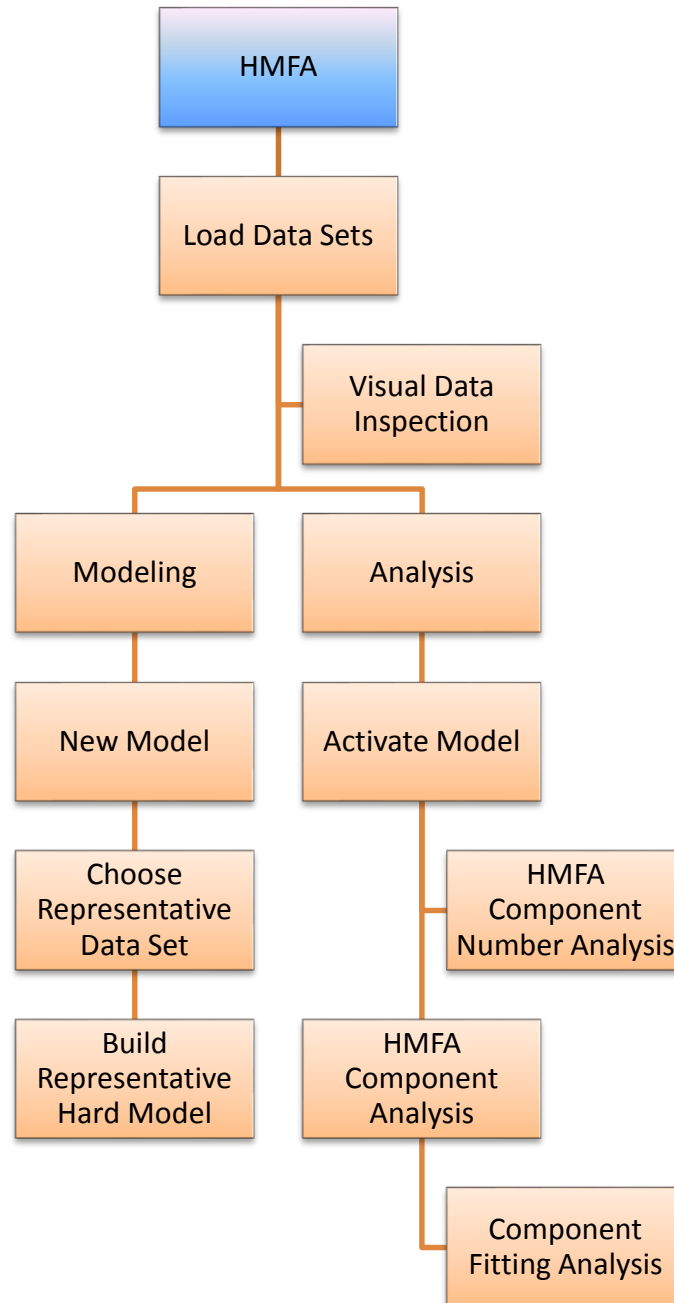 HMFA
Load Data Sets
Visual Data
Inspection
Modeling
Analysis
New Model
Activate Model
Choose
Representative
Data Set
HMFA
Component
Number Analysis
Build
Representative
Hard Model
HMFA
Component
Analysis
Component
Fitting Analysis